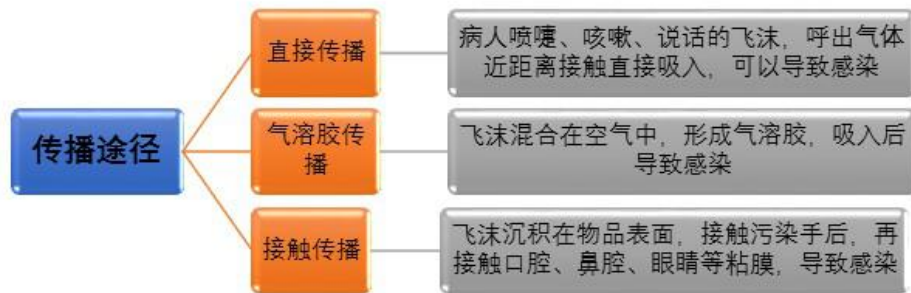 传播途径
直接传播
病人喷嚏、咳嗽、说话的飞沫，呼出气体
近距离接触直接吸入，可以导致感染
气溶胶传
播
飞沫混合在空气中，形成气溶胶，吸入后
导致感染
接触传播
飞沫沉积在物品表面，接触污染手后，再
接触口腔、鼻腔、眼睛等粘膜，导致感染